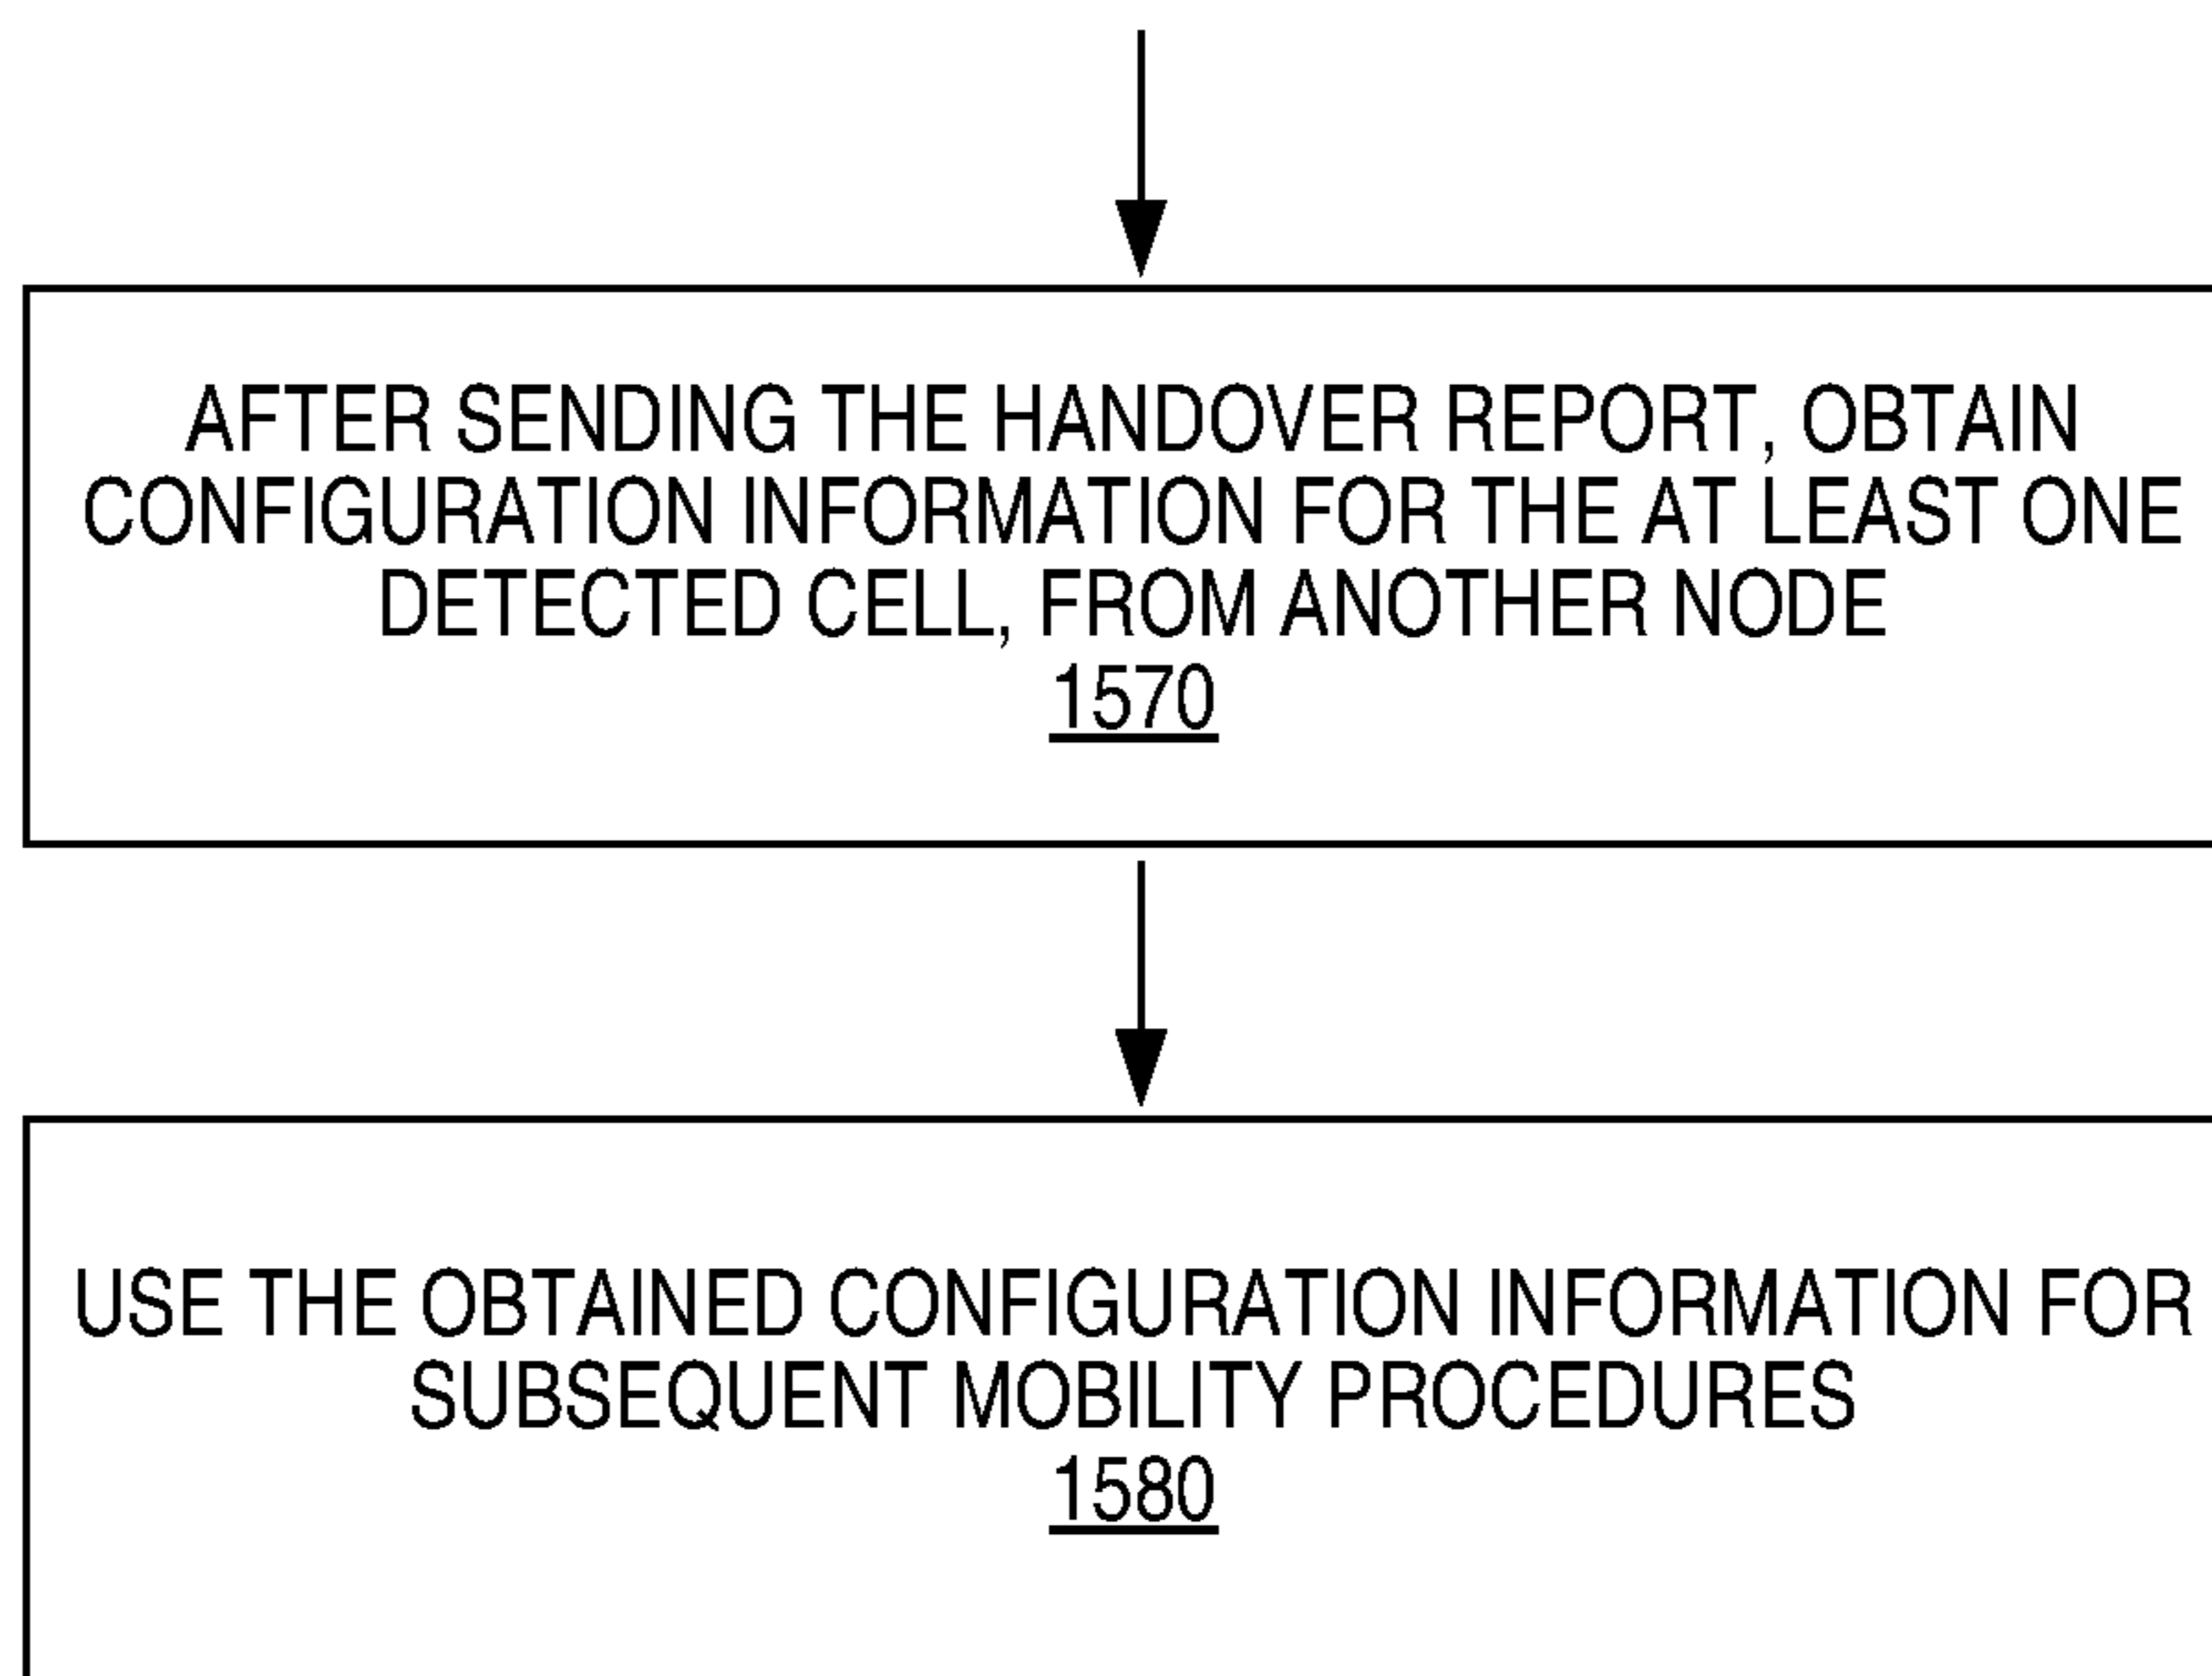 AFTER SENDING THE HANDOVER REPORT, OBTAIN
CONFIGURATION INFORMATION FOR THE AT LEAST ONE
DETECTED CELL, FROM ANOTHER NODE
1570
USE THE OBTAINED CONFIGURATION INFORMATION FOR
SUBSEQUENT MOBILITY PROCEDURES
1580